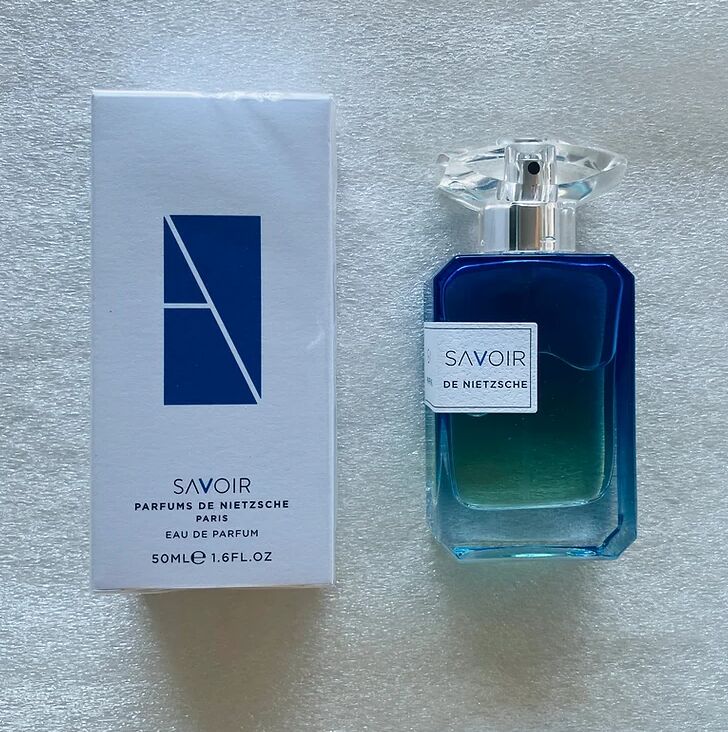 SAVOIR
PARFUMS DE NIETZSCHE
PARIS
EAU DE PARFUM
50ML℮ 1.6FL.OZ
SAVOIR
DE NIETZSCHE